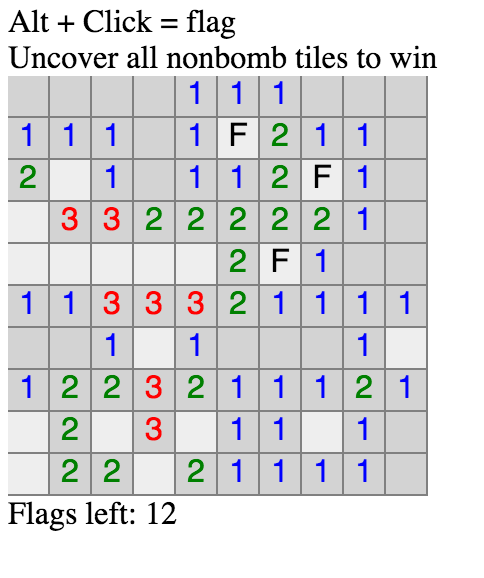 Alt + Click = flag
Uncover all nonbomb tiles to win
1 1 1
1 1 1 1 F 2 1 1
2 1 1 1 2 F 1
3 3 2 2 2 2 2 1
2 F 1
1 1 3 3 3 2 1 1 1 1
1 1 1
1 2 2 3 2 1 1 1 2 1
2 3 1 1 1
2 2 2 1 1 1 1
Flags left: 12